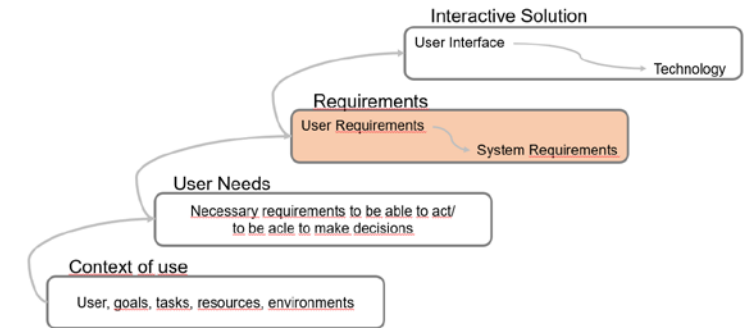 Interactive Solution
User Interface
Technology
Requirements
User Requirements
System Requirements
User Needs
Necessary requirements to be able to act/
to be acle to make decisions
Context of use
User, goals, tasks, resources, environments